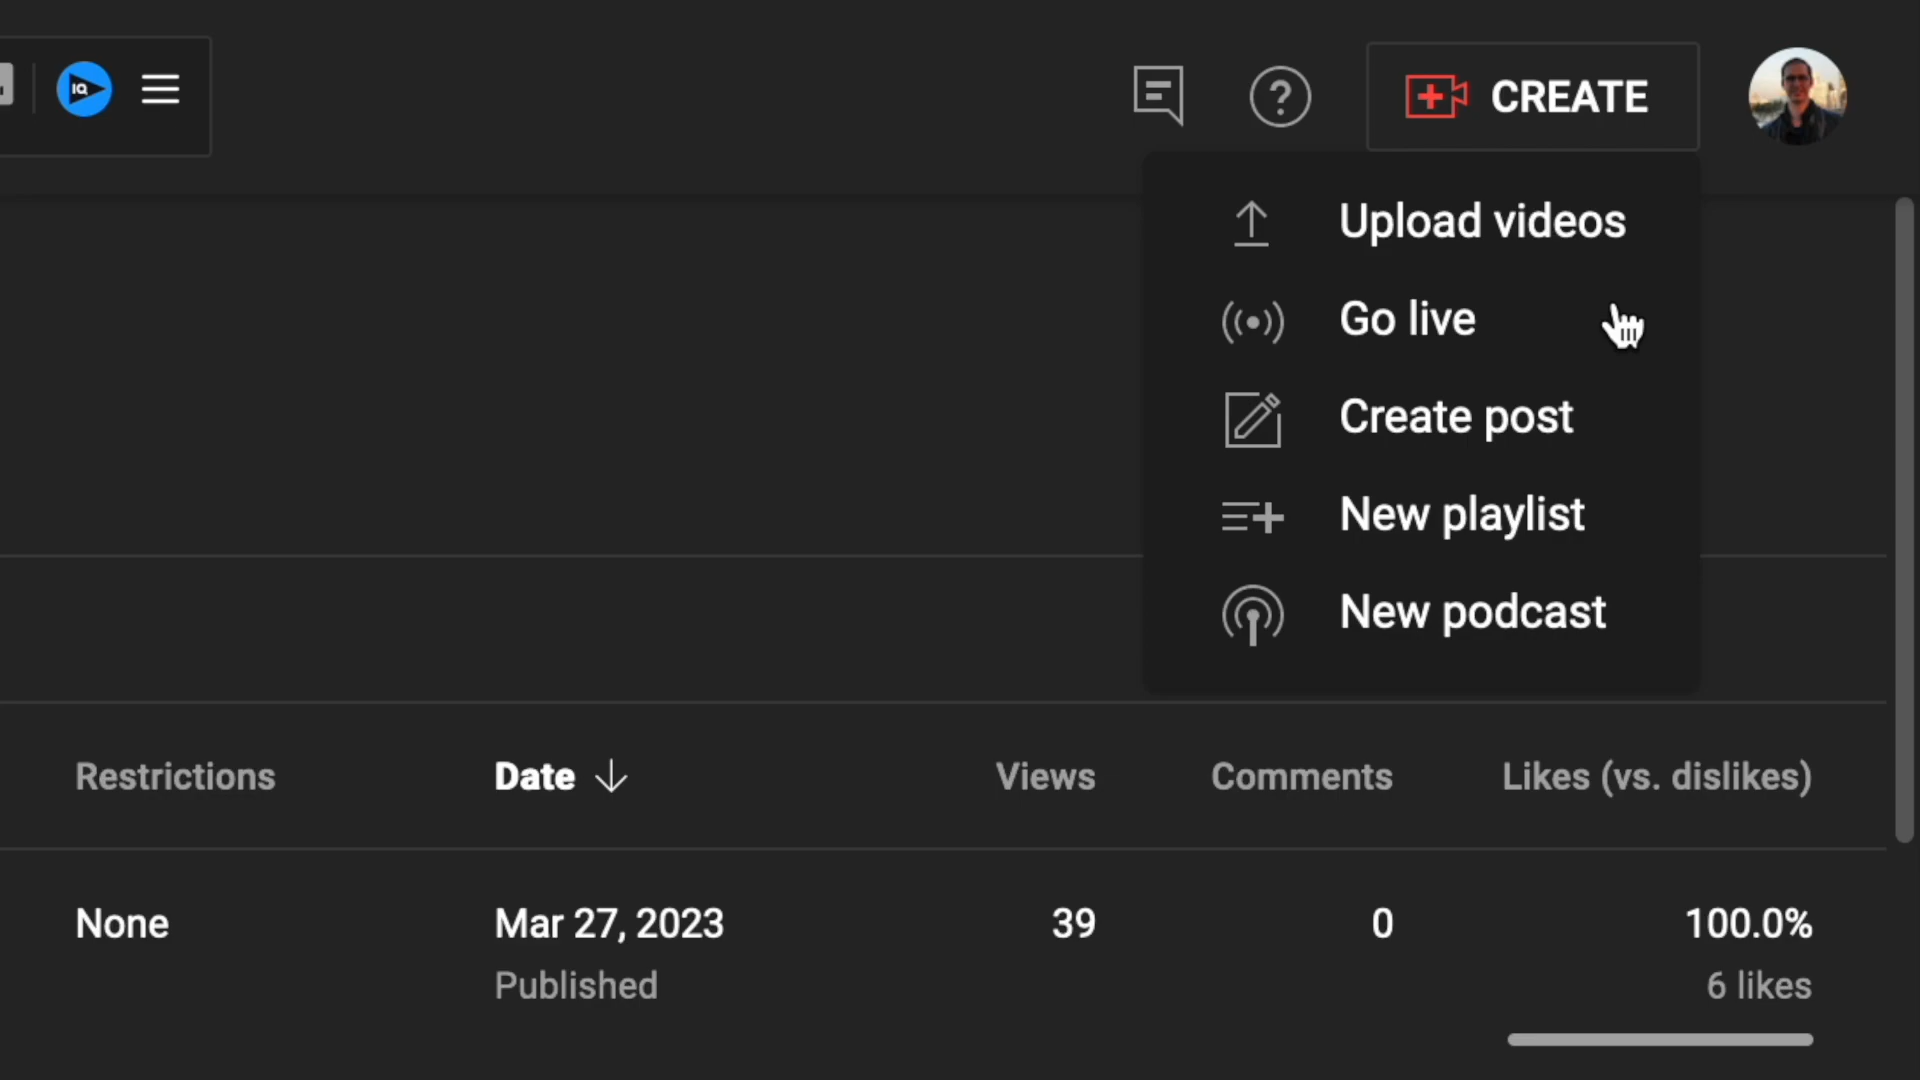 IQ
CREATE
Upload videos
Go live
Create post
New playlist
New podcast
Restrictions Date ↓ Views Comments Likes (vs. dislikes)
None Mar 27, 2023 39 0 100.0%
Published 6 likes